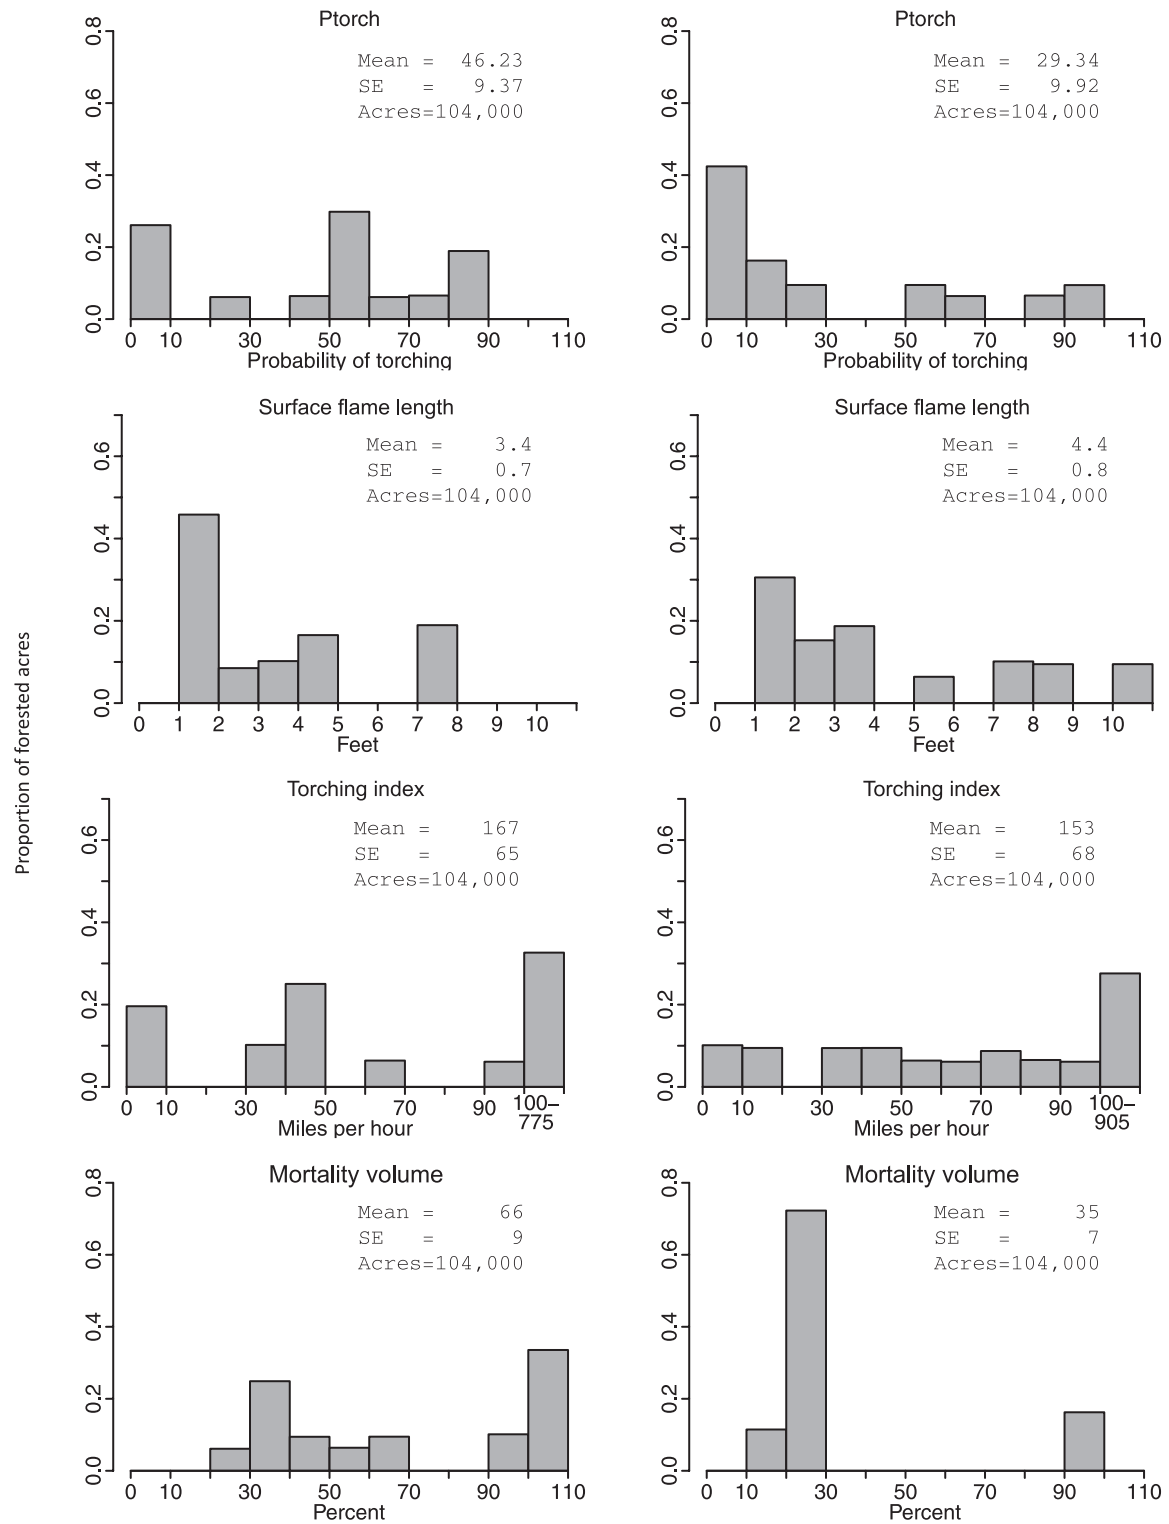 Proportion of forested acres
Ptorch
Mean = 46.23
SE = 9.37
Acres=104,000
0.8
0.6
0.4
0.2
0.0
0 10 30 50 70 90 110
Probability of torching
Ptorch
Mean = 29.34
SE = 9.92
Acres=104,000
0.8
0.6
0.4
0.2
0.0
0 10 30 50 70 90 110
Probability of torching
Surface flame length
Mean = 3.4
SE = 0.7
Acres=104,000
0.6
0.4
0.2
0.0
0 1 2 3 4 5 6 7 8 9 10
Feet
Surface flame length
Mean = 4.4
SE = 0.8
Acres=104,000
0.6
0.4
0.2
0.0
0 1 2 3 4 5 6 7 8 9 10
Feet
Torching index
Mean = 167
SE = 65
Acres=104,000
0.6
0.4
0.2
0.0
0 10 30 50 70 90 100–
775
Miles per hour
Torching index
Mean = 153
SE = 68
Acres=104,000
0.6
0.4
0.2
0.0
0 10 30 50 70 90 100–
905
Miles per hour
Mortality volume
Mean = 66
SE = 9
Acres=104,000
0.8
0.6
0.4
0.2
0.0
0 10 30 50 70 90 110
Percent
Mortality volume
Mean = 35
SE = 7
Acres=104,000
0.8
0.6
0.4
0.2
0.0
0 10 30 50 70 90 110
Percent